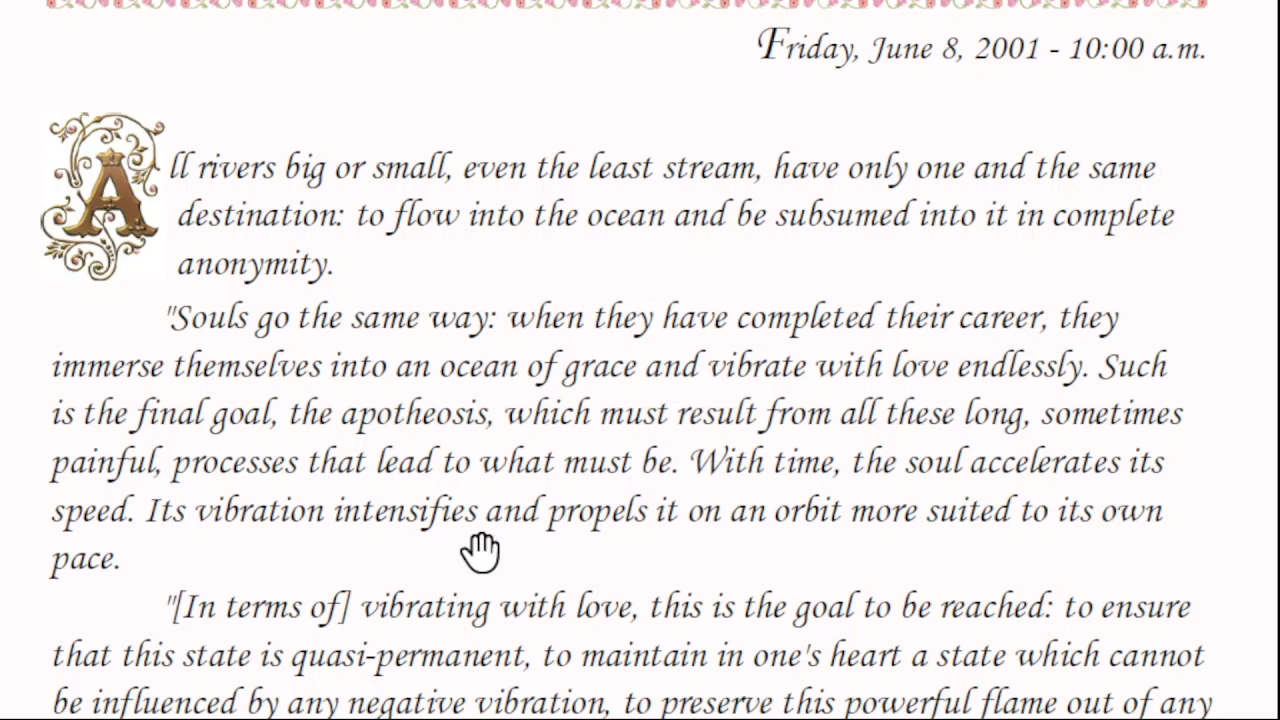 Friday, June 8, 2001 - 10:00 a.m.
All rivers big or small, even the least stream, have only one and the same
destination: to flow into the ocean and be subsumed into it in complete
anonymity.
"Souls go the same way: when they have completed their career, they
immerse themselves into an ocean of grace and vibrate with love endlessly. Such
is the final goal, the apotheosis, which must result from all these long, sometimes
painful, processes that lead to what must be. With time, the soul accelerates its
speed. Its vibration intensifies and propels it on an orbit more suited to its own
pace.
"[In terms of] vibrating with love, this is the goal to be reached: to ensure
that this state is quasi-permanent, to maintain in one's heart a state which cannot
be influenced by any negative vibration, to preserve this powerful flame out of any